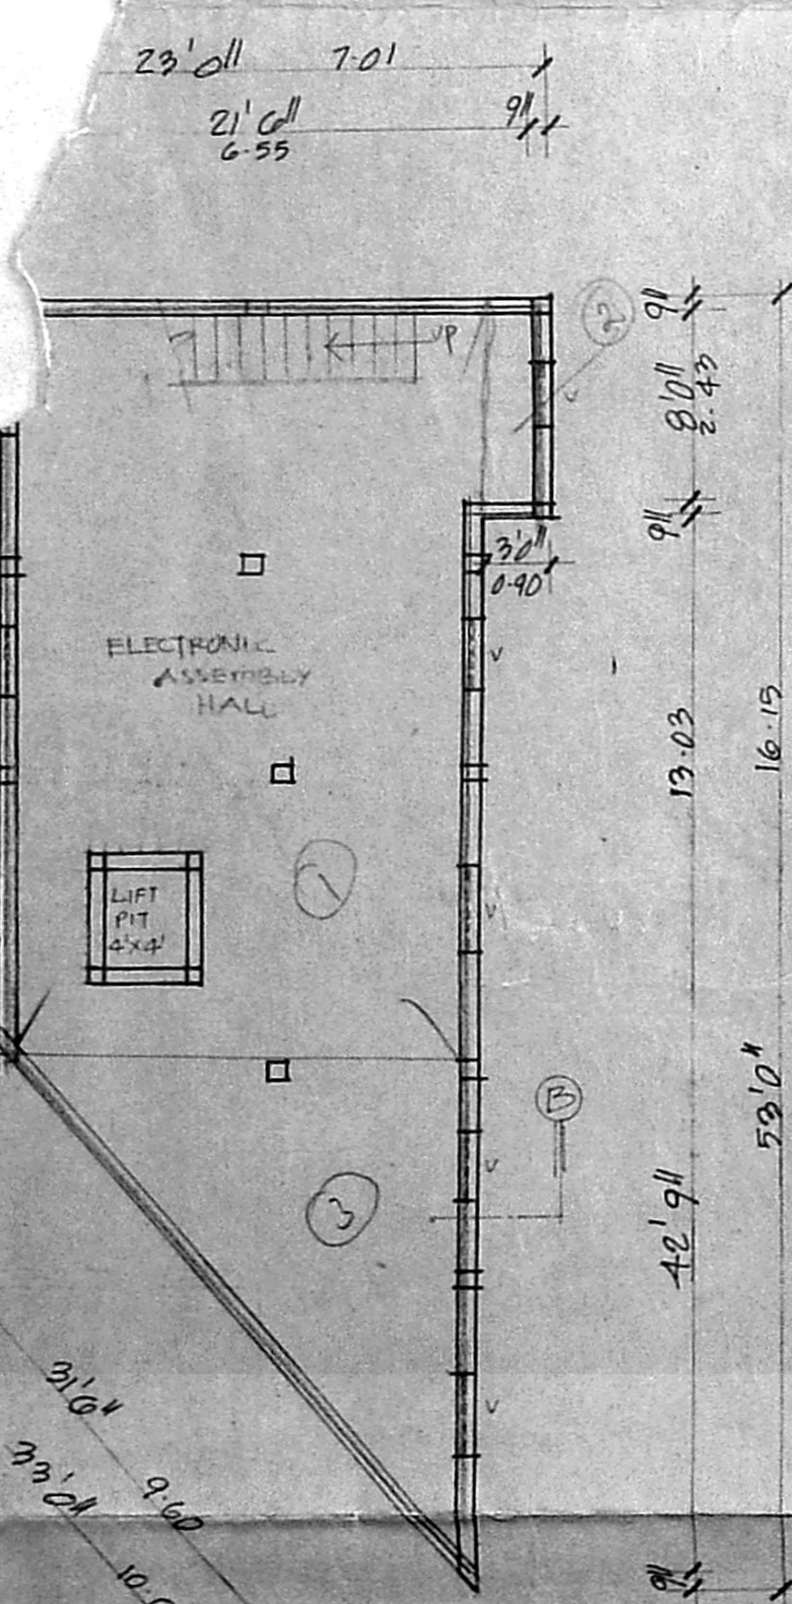 23'0" 7.01
21'6" 9"
6.55
2
9"
UP
8'0"
2.43
9"
3'0"
0.90
ELECTRONIC
ASSEMBLY
HALL
V
13.03
16.15
1
LIFT
PIT
4'X4'
V
B
53'0"
V
3
42'9"
31'6"
V
33'0"
9.60
9"